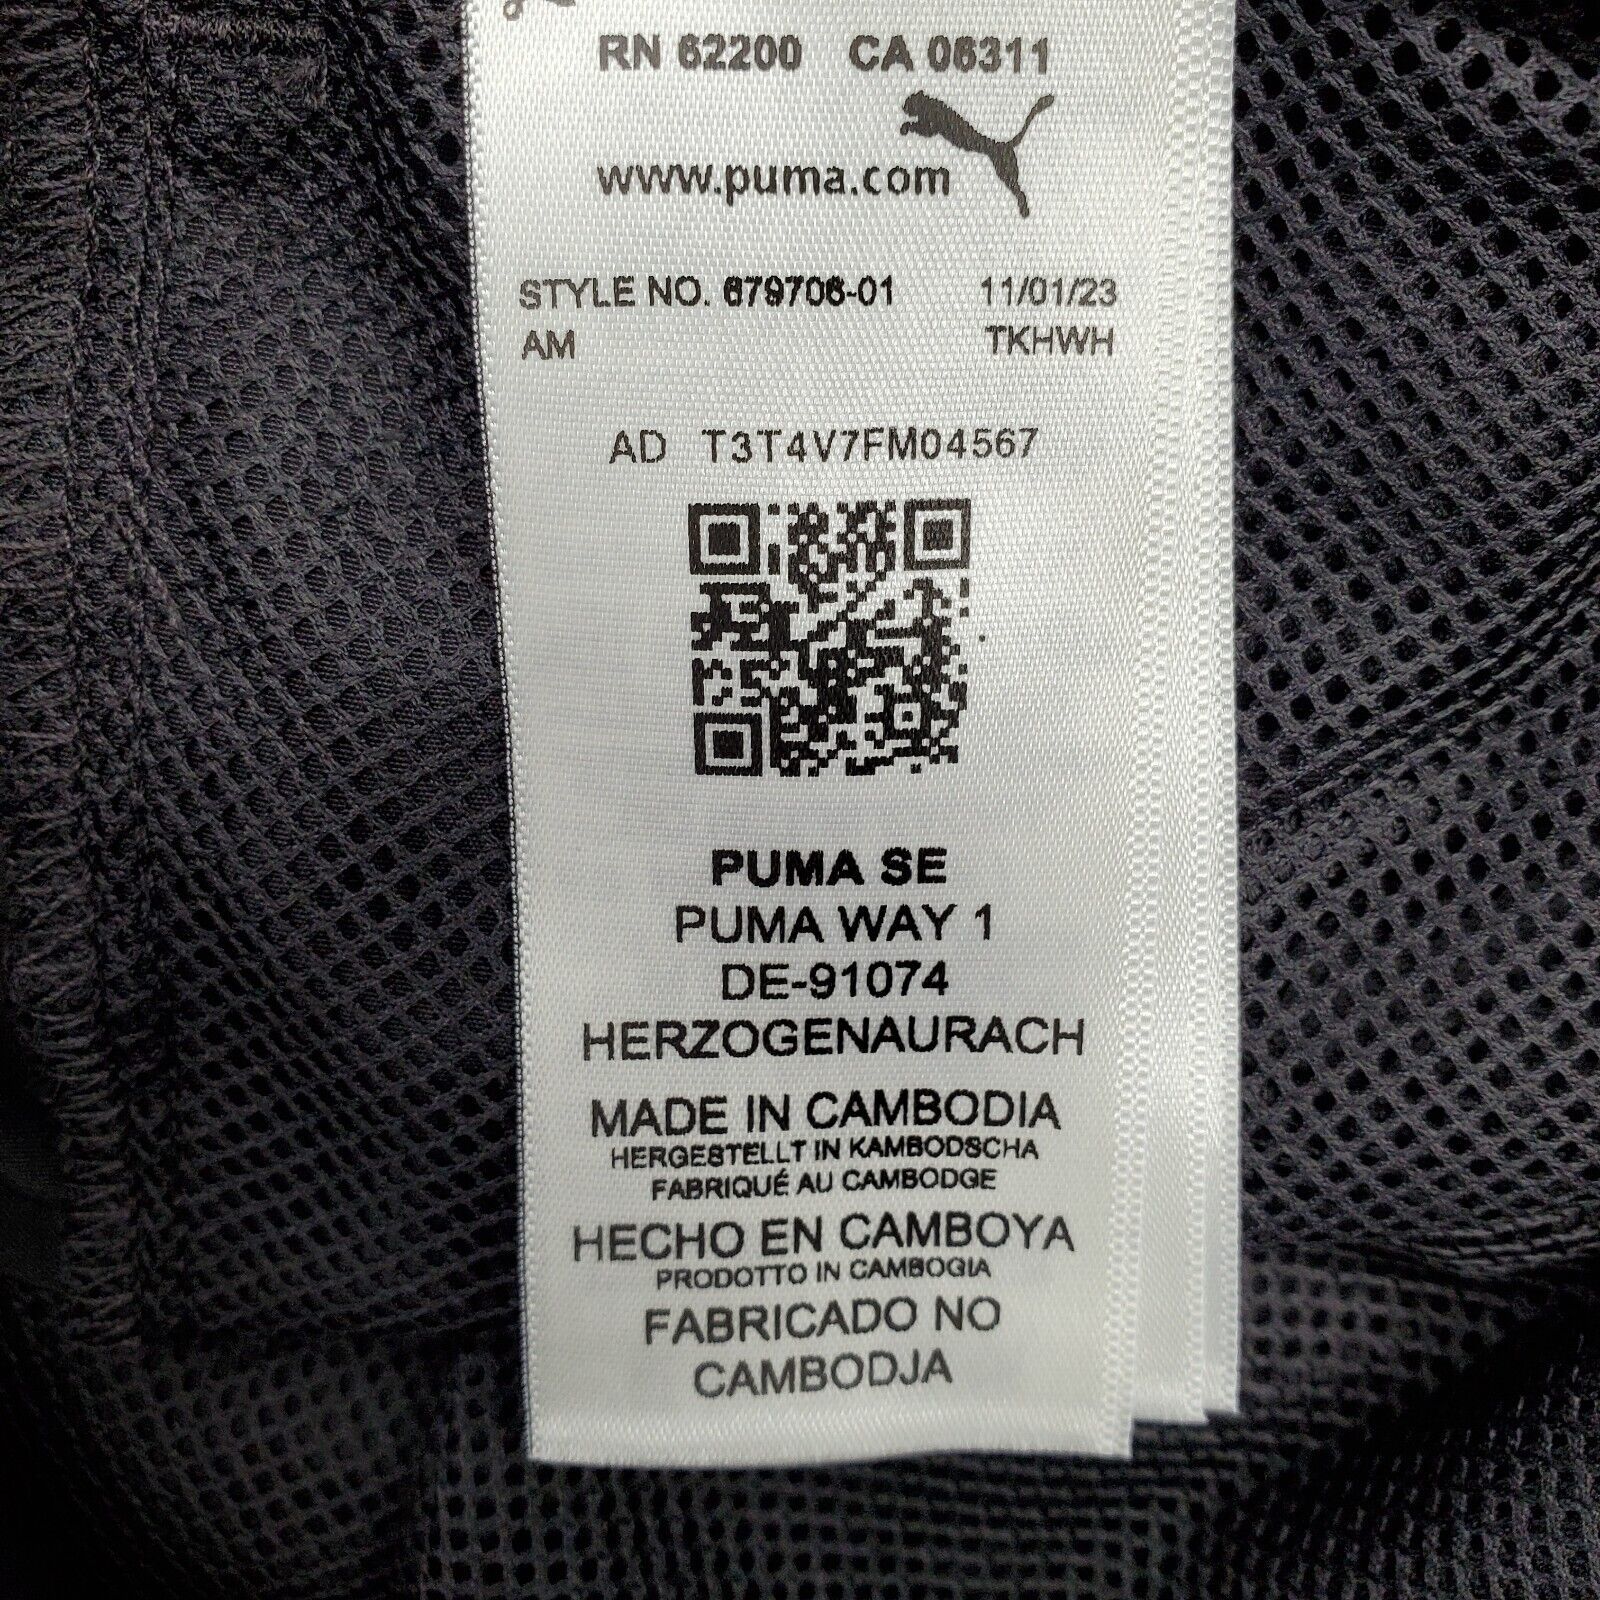 RN 62200 CA 06311
www.puma.com
STYLE NO. 679706-01 11/01/23
AM TKHWH
AD T3T4V7FM04567
PUMA SE
PUMA WAY 1
DE-91074
HERZOGENAURACH
MADE IN CAMBODIA
HERGESTELLT IN KAMBODSCHA
FABRIQUÉ AU CAMBODGE
HECHO EN CAMBOYA
PRODOTTO IN CAMBOGIA
FABRICADO NO
CAMBODJA